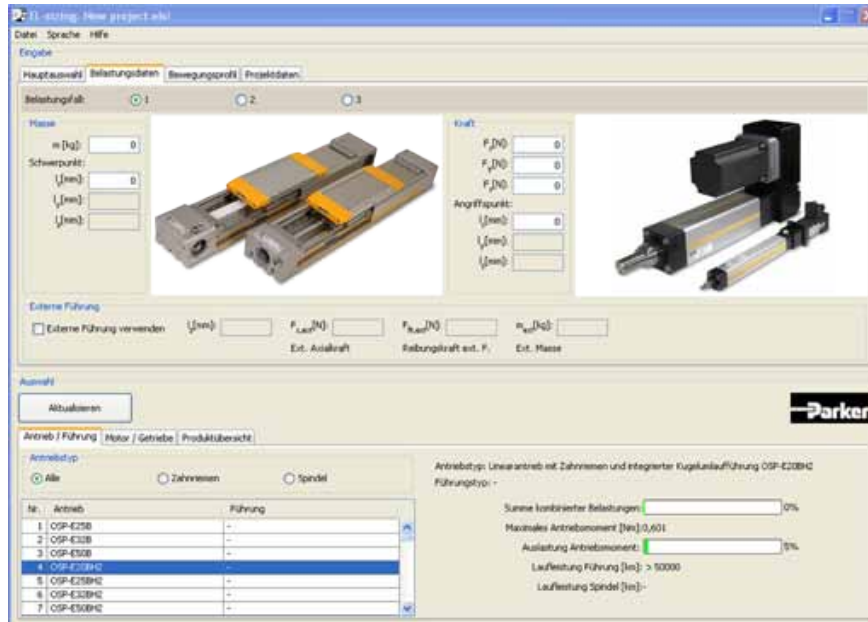 EL-sizing- New project.elsi
Datei Sprache Hilfe
Eingabe
Hauptauswahl Belastungsdaten Bewegungsprofil Projektdaten
Belastungsfall: 1 2 3
Masse Kraft
m [kg]: 0
Schwerpunkt:
[mm]: 0
[mm]:
[mm]:
[N]: 0
[N]: 0
[N]: 0
Angriffspunkt:
[mm]: 0
[mm]:
[mm]:
Externe Führung
Externe Führung verwenden [mm]: [N]: [N]: [kg]:
Ext. Axialkraft Reibungskraft ext. F. Ext. Masse
Auswahl
Aktualisieren
Parker
Antrieb / Führung Motor / Getriebe Produktübersicht
Antriebstyp
Alle Zahnriemen Spindel
Nr. Antrieb Führung
1 OSP-E25B -
2 OSP-E32B -
3 OSP-E50B -
4 OSP-E20BHZ -
5 OSP-E25BHZ -
6 OSP-E32BHZ -
7 OSP-E50BHZ -
Antriebstyp: Linearantrieb mit Zahnriemen und integrierter Kugelumlaufführung OSP-E20BHZ
Führungstyp: -
Summe kombinierter Belastungen: 0%
Maximales Antriebsmoment [Nm]:0,601
Auslastung Antriebsmoment: 5%
Laufleistung Führung [km]: > 50000
Laufleistung Spindel [km]:-